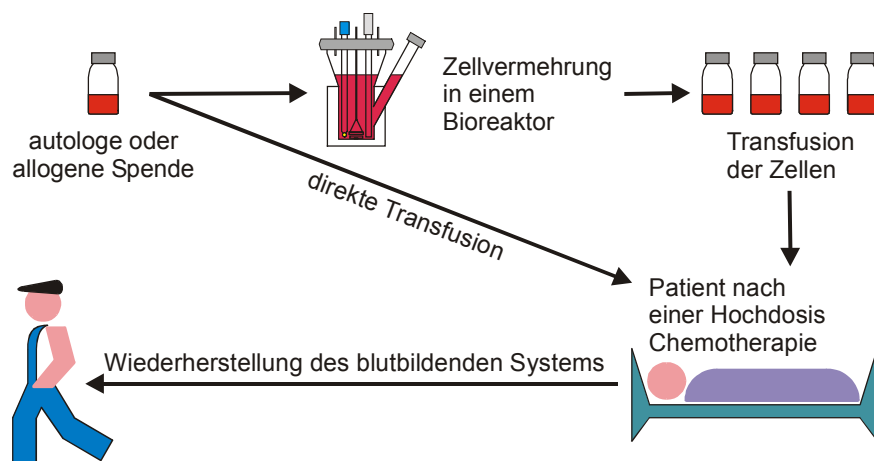 Zellvermehrung
in einem
Bioreaktor
autologe oder
allogene Spende
Transfusion
der Zellen
direkte Transfusion
Patient nach
einer Hochdosis
Chemotherapie
Wiederherstellung des blutbildenden Systems